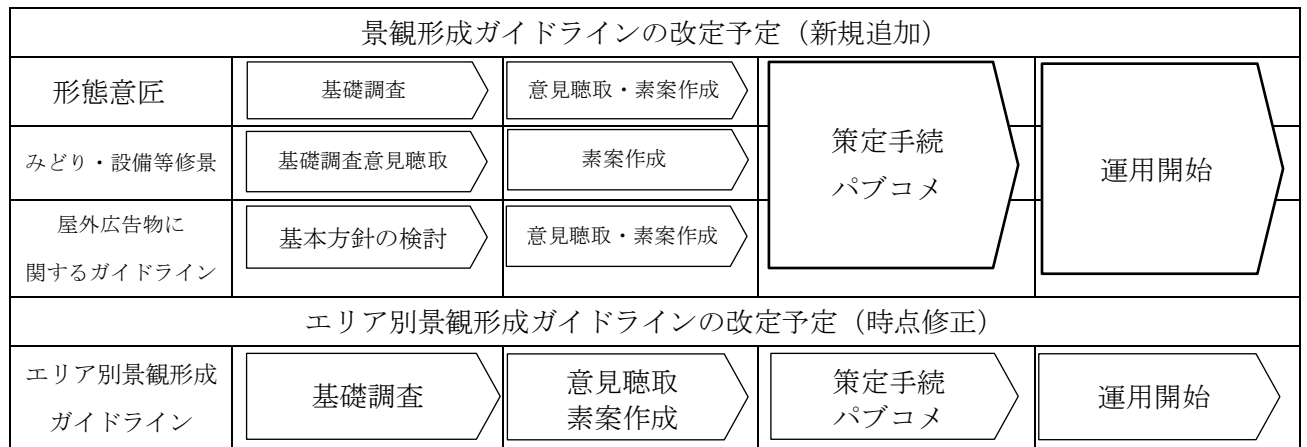 景観形成ガイドラインの改定予定（新規追加）
形態意匠
基礎調査
意見聴取・素案作成
みどり・設備等修景
基礎調査意見聴取
素案作成
屋外広告物に
関するガイドライン
基本方針の検討
意見聴取・素案作成
策定手続
パブコメ
運用開始
エリア別景観形成ガイドラインの改定予定（時点修正）
エリア別景観形成
ガイドライン
基礎調査
意見聴取
素案作成
策定手続
パブコメ
運用開始